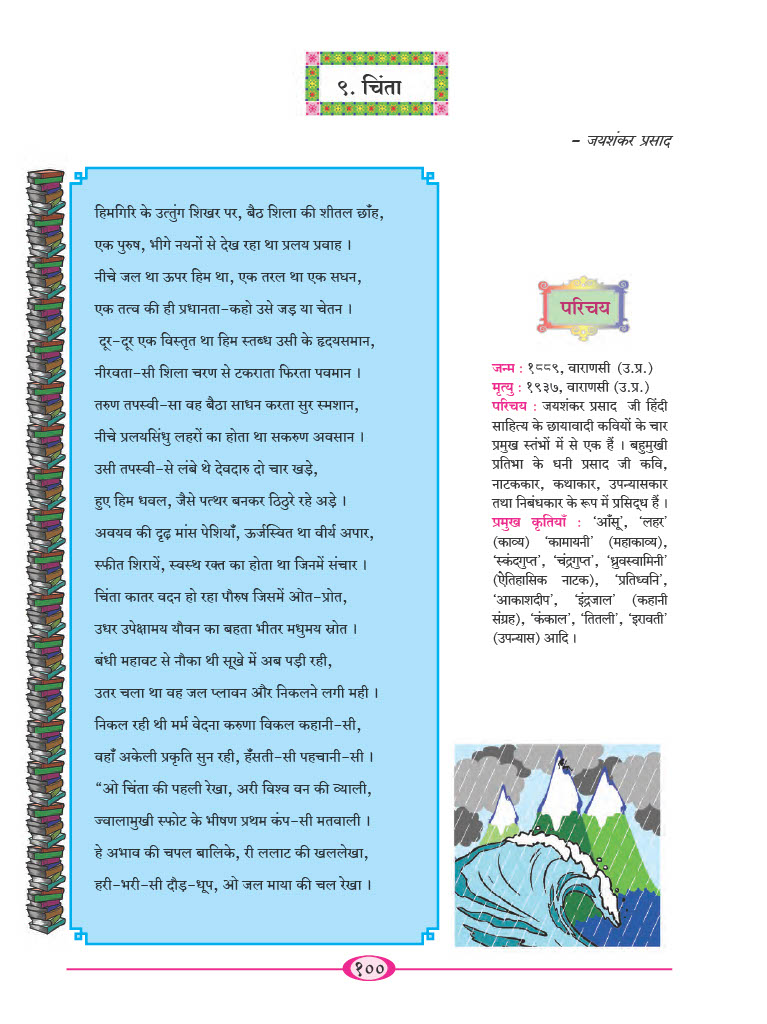 ९. चिंता
– जयशंकर प्रसाद
हिमगिरि के उत्तुंग शिखर पर, बैठ शिला की शीतल छाँह,
एक पुरुष, भीगे नयनों से देख रहा था प्रलय प्रवाह ।
नीचे जल था ऊपर हिम था, एक तरल था एक सघन,
एक तत्व की ही प्रधानता-कहो उसे जड़ या चेतन ।
दूर-दूर एक विस्तृत था हिम स्तब्ध उसी के हृदयसमान,
नीरवता-सी शिला चरण से टकराता फिरता पवमान ।
तरुण तपस्वी-सा वह बैठा साधन करता सुर स्मशान,
नीचे प्रलयसिंधु लहरों का होता था सकरुण अवसान ।
उसी तपस्वी-से लंबे थे देवदारु दो चार खड़े,
हुए हिम धवल, जैसे पत्थर बनकर ठिठुरे रहे अड़े ।
अवयव की दृढ़ मांस पेशियाँ, ऊर्जस्वित था वीर्य अपार,
स्फीत शिरायें, स्वस्थ रक्त का होता था जिनमें संचार ।
चिंता कातर वदन हो रहा पौरुष जिसमें ओत-प्रोत,
उधर उपेक्षामय यौवन का बहता भीतर मधुमय स्रोत ।
बंधी महावट से नौका थी सूखे में अब पड़ी रही,
उतर चला था वह जल प्लावन और निकलने लगी मही ।
निकल रही थी मर्म वेदना करुणा विकल कहानी-सी,
वहाँ अकेली प्रकृति सुन रही, हँसती-सी पहचानी-सी ।
“ओ चिंता की पहली रेखा, अरी विश्व वन की व्याली,
ज्वालामुखी स्फोट के भीषण प्रथम कंप-सी मतवाली ।
हे अभाव की चपल बालिके, री ललाट की खललेखा,
हरी-भरी-सी दौड़-धूप, ओ जल माया की चल रेखा ।
परिचय
जन्म : १८८९, वाराणसी (उ.प्र.)
मृत्यु : १९३७, वाराणसी (उ.प्र.)
परिचय : जयशंकर प्रसाद जी हिंदी
साहित्य के छायावादी कवियों के चार
प्रमुख स्तंभों में से एक हैं । बहुमुखी
प्रतिभा के धनी प्रसाद जी कवि,
नाटककार, कथाकार, उपन्यासकार
तथा निबंधकार के रूप में प्रसिद्ध हैं ।
प्रमुख कृतियाँ : ‘आँसू’, ‘लहर’
(काव्य) ‘कामायनी’ (महाकाव्य),
‘स्कंदगुप्त’, ‘चंद्रगुप्त’, ‘ध्रुवस्वामिनी’
(ऐतिहासिक नाटक), ‘प्रतिध्वनि’,
‘आकाशदीप’, ‘इंद्रजाल’ (कहानी
संग्रह), ‘कंकाल’, ‘तितली’, ‘इरावती’
(उपन्यास) आदि ।
१००